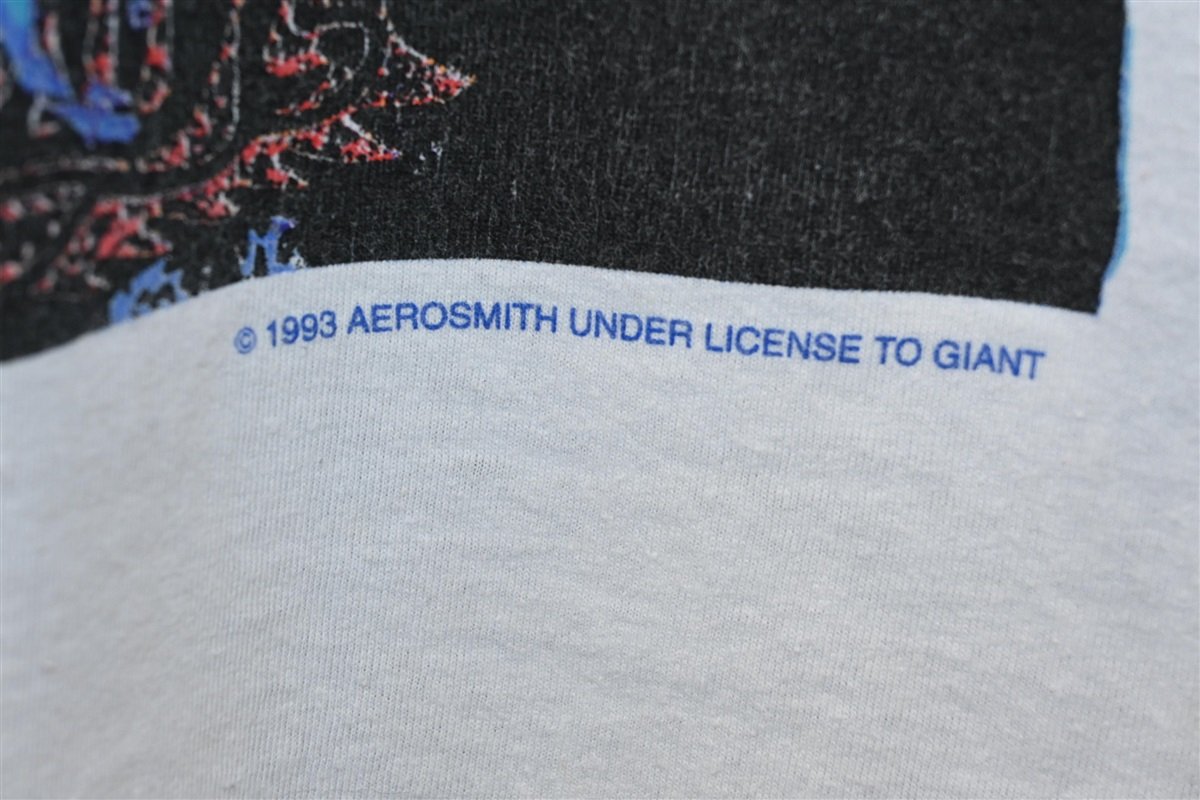 © 1993 AEROSMITH UNDER LICENSE TO GIANT